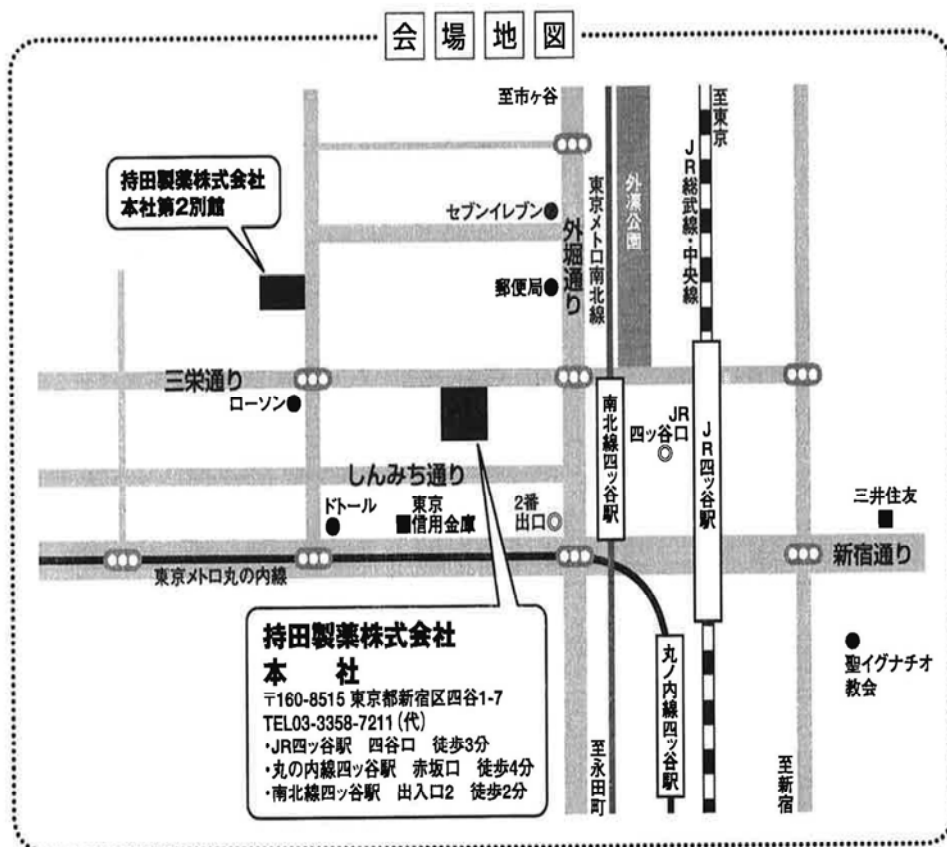 会場地図
至市ヶ谷
至東京
JR総武線・中央線
持田製薬株式会社
本社第2別館
セブンイレブン
外堀通り
東京メトロ南北線
外濠公園
郵便局
三栄通り
ローソン
南北線四ッ谷駅
JR
四ッ谷口
JR四ッ谷駅
しんみち通り
ドトール
東京
信用金庫
2番
出口
三井住友
新宿通り
東京メトロ丸の内線
持田製薬株式会社
本 社
〒160-8515 東京都新宿区四谷1-7
TEL03-3358-7211(代)
・JR四ッ谷駅 四谷口 徒歩3分
・丸の内線四ッ谷駅 赤坂口 徒歩4分
・南北線四ッ谷駅 出入口2 徒歩2分
丸ノ内線四ッ谷駅
聖イグナチオ
教会
至永田町
至新宿